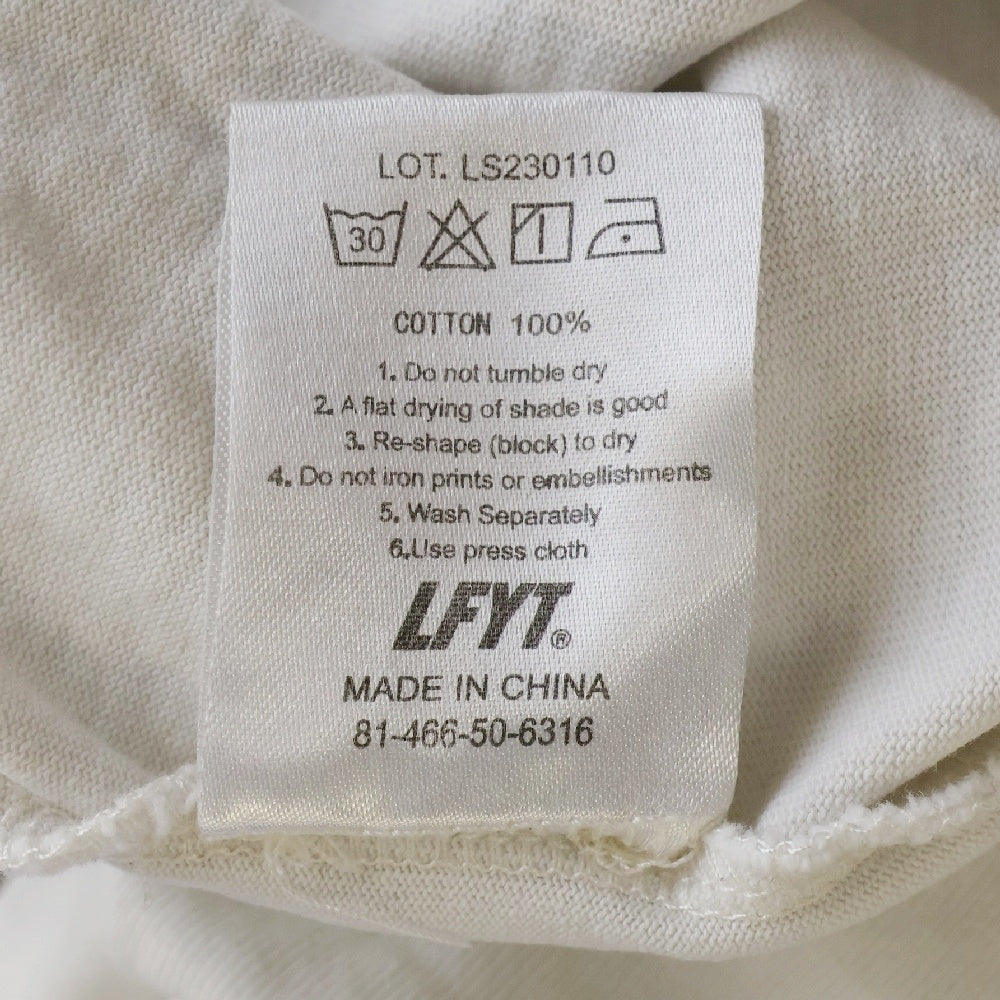 LOT. LS230110
30
COTTON 100%
1. Do not tumble dry
2. A flat drying of shade is good
3. Re-shape (block) to dry
4. Do not iron prints or embellishments
5. Wash Separately
6.Use press cloth
LFYT®
MADE IN CHINA
81-466-50-6316